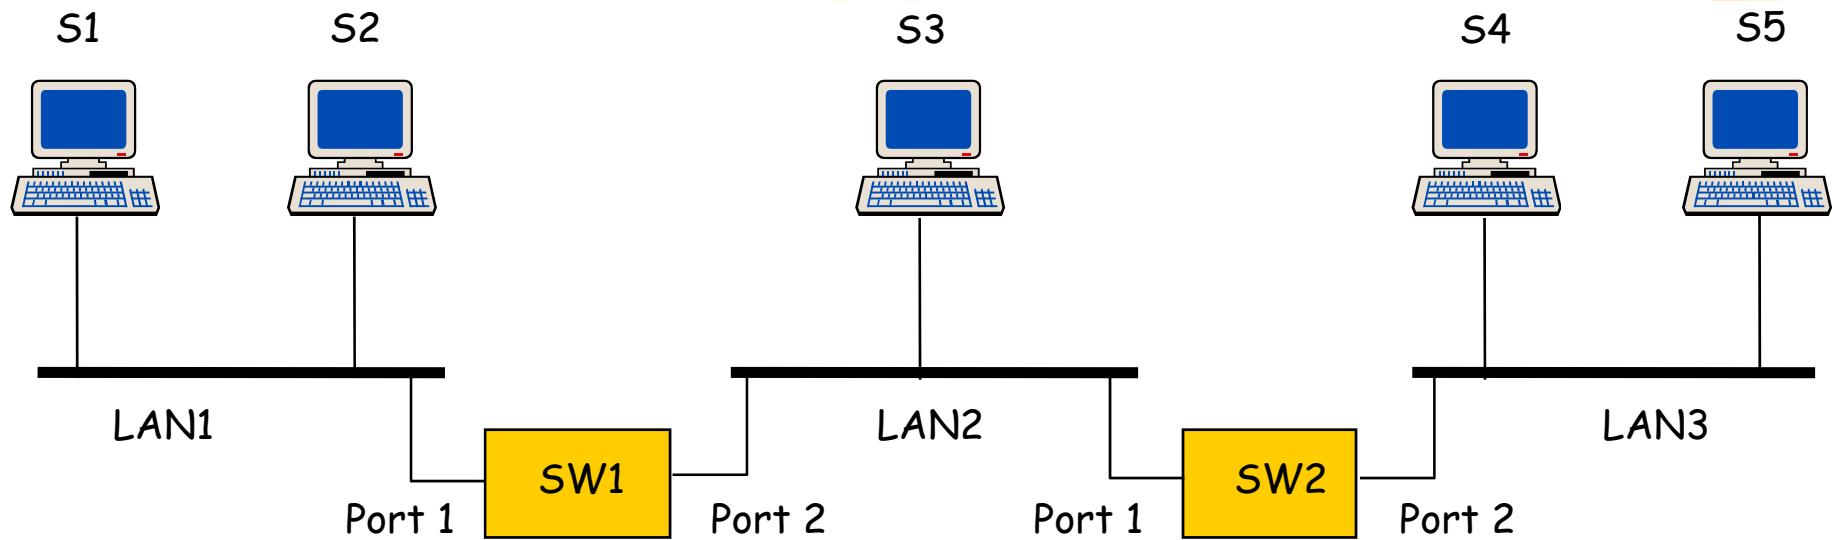 S1 S2 S3 S4 S5
LAN1 LAN2 LAN3
SW1 SW2
Port 1 Port 2 Port 1 Port 2